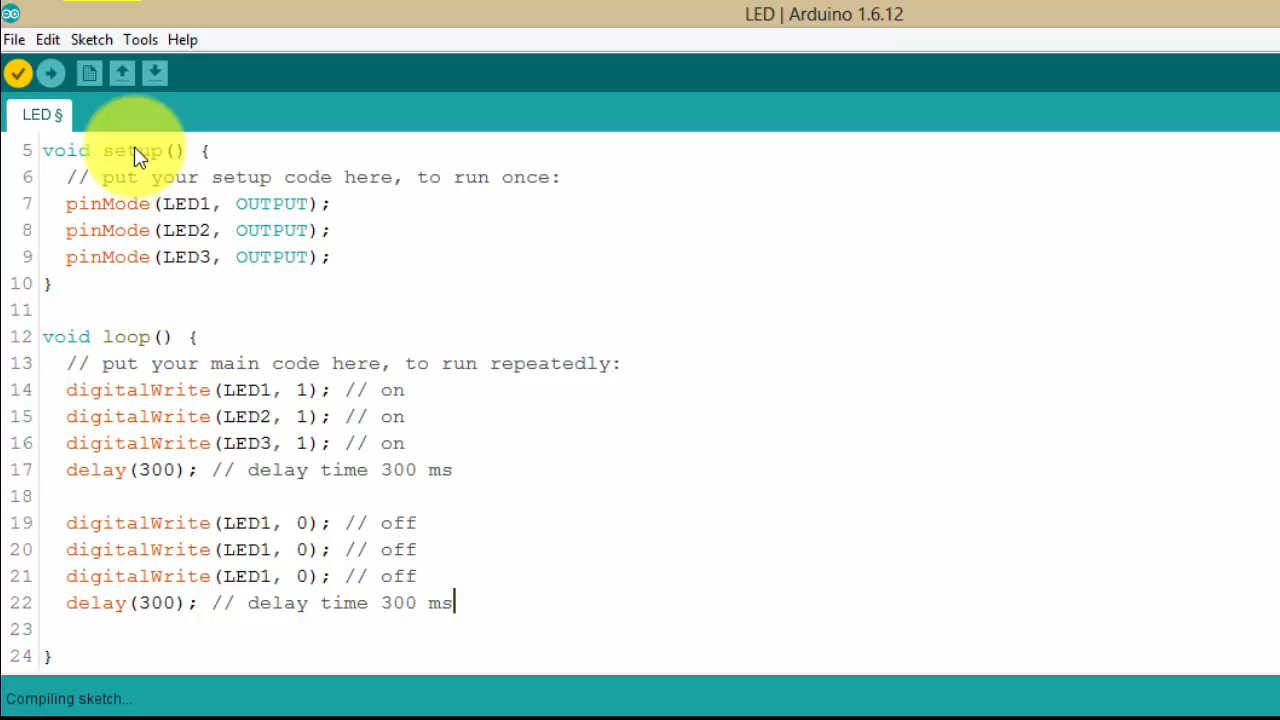 LED | Arduino 1.6.12
File Edit Sketch Tools Help
LED §
5 void setup() {
6 // put your setup code here, to run once:
7 pinMode(LED1, OUTPUT);
8 pinMode(LED2, OUTPUT);
9 pinMode(LED3, OUTPUT);
10 }
11
12 void loop() {
13 // put your main code here, to run repeatedly:
14 digitalWrite(LED1, 1); // on
15 digitalWrite(LED2, 1); // on
16 digitalWrite(LED3, 1); // on
17 delay(300); // delay time 300 ms
18
19 digitalWrite(LED1, 0); // off
20 digitalWrite(LED1, 0); // off
21 digitalWrite(LED1, 0); // off
22 delay(300); // delay time 300 ms
23
24 }
Compiling sketch...